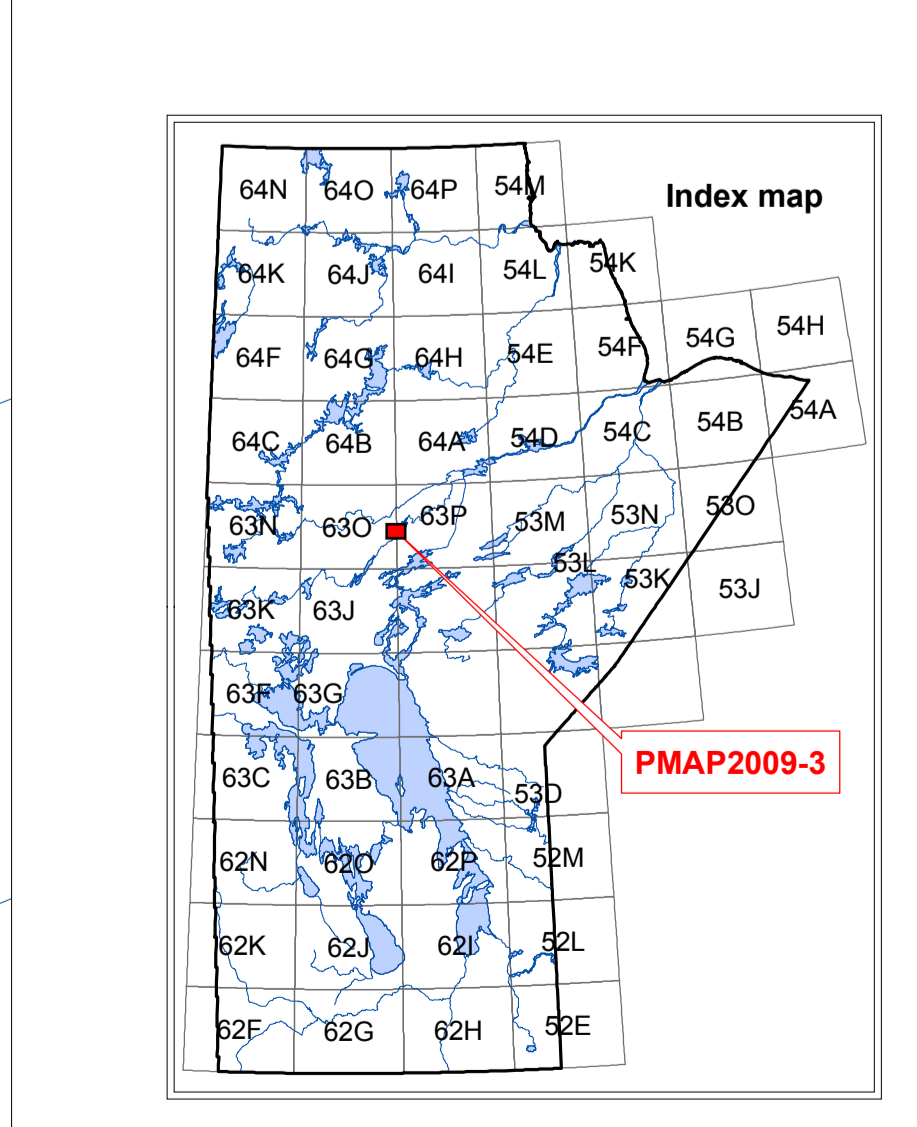 64N 64O 64P 54M
Index map
64K 64J 64I 54L 54K
64F 64G 64H 54E 54F 54G 54H
64C 64B 64A 54D 54C 54B 54A
63N 63O 63P 53M 53N 53O
63K 63J 53L 53K 53J
63F 63G
PMAP2009-3
63C 63B 63A 53D
62N 62O 62P 52M
62K 62J 62I 52L
62F 62G 62H 52E